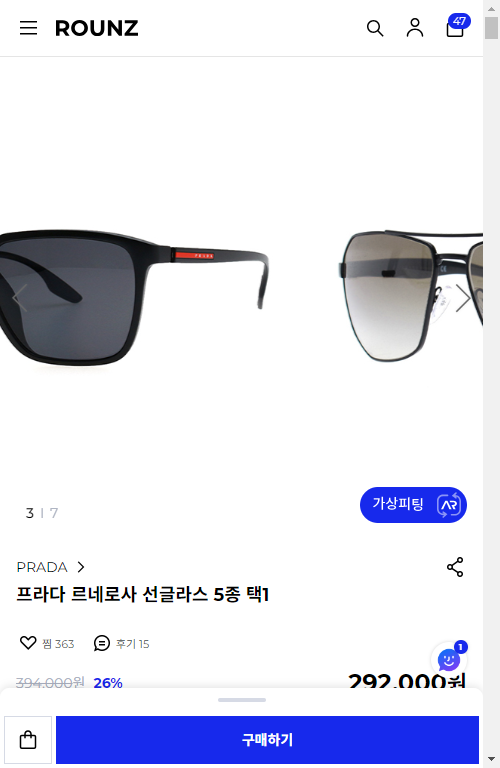 ROUNZ
47
PRADA
3 | 7
가상피팅 AR
PRADA
프라다 르네로사 선글라스 5종 택1
찜 363
후기 15
1
394,000원 26% 292,000원
구매하기